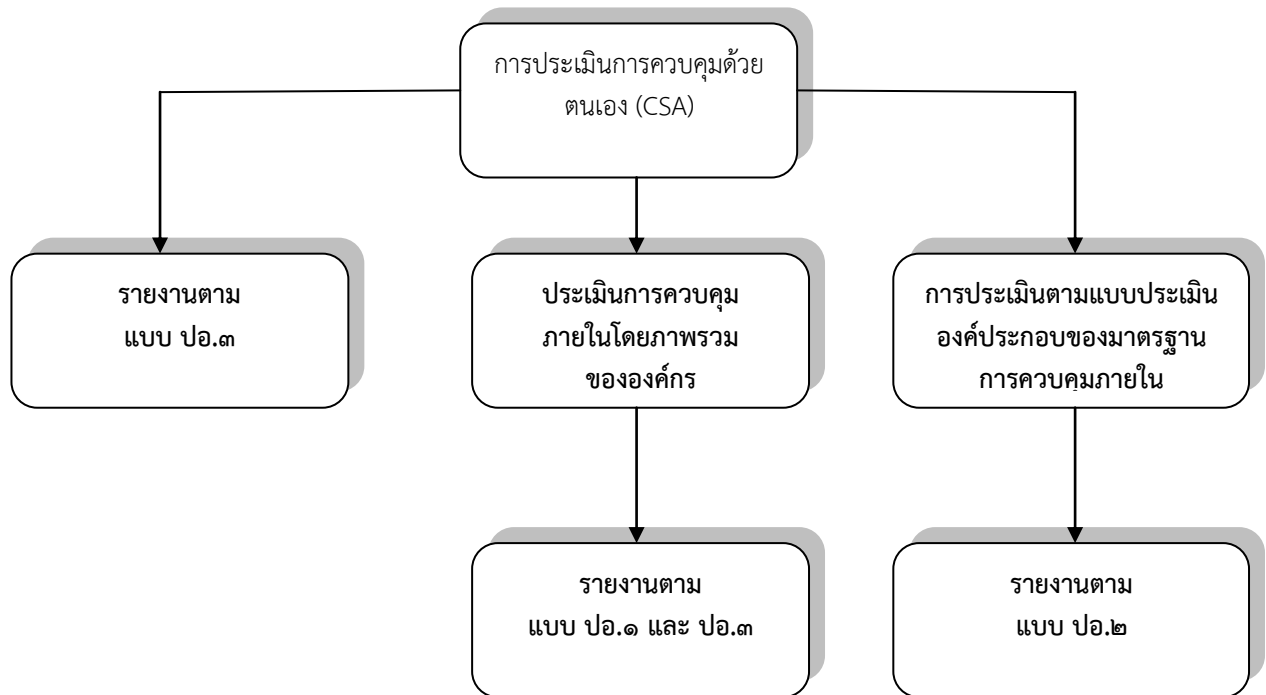 การประเมินการควบคุมด้วย
ตนเอง (CSA)
รายงานตาม
แบบ ปอ.๓
ประเมินการควบคุม
ภายในโดยภาพรวม
ขององค์กร
การประเมินตามแบบประเมิน
องค์ประกอบของมาตรฐาน
การควบคุมภายใน
รายงานตาม
แบบ ปอ.๑ และ ปอ.๓
รายงานตาม
แบบ ปอ.๒